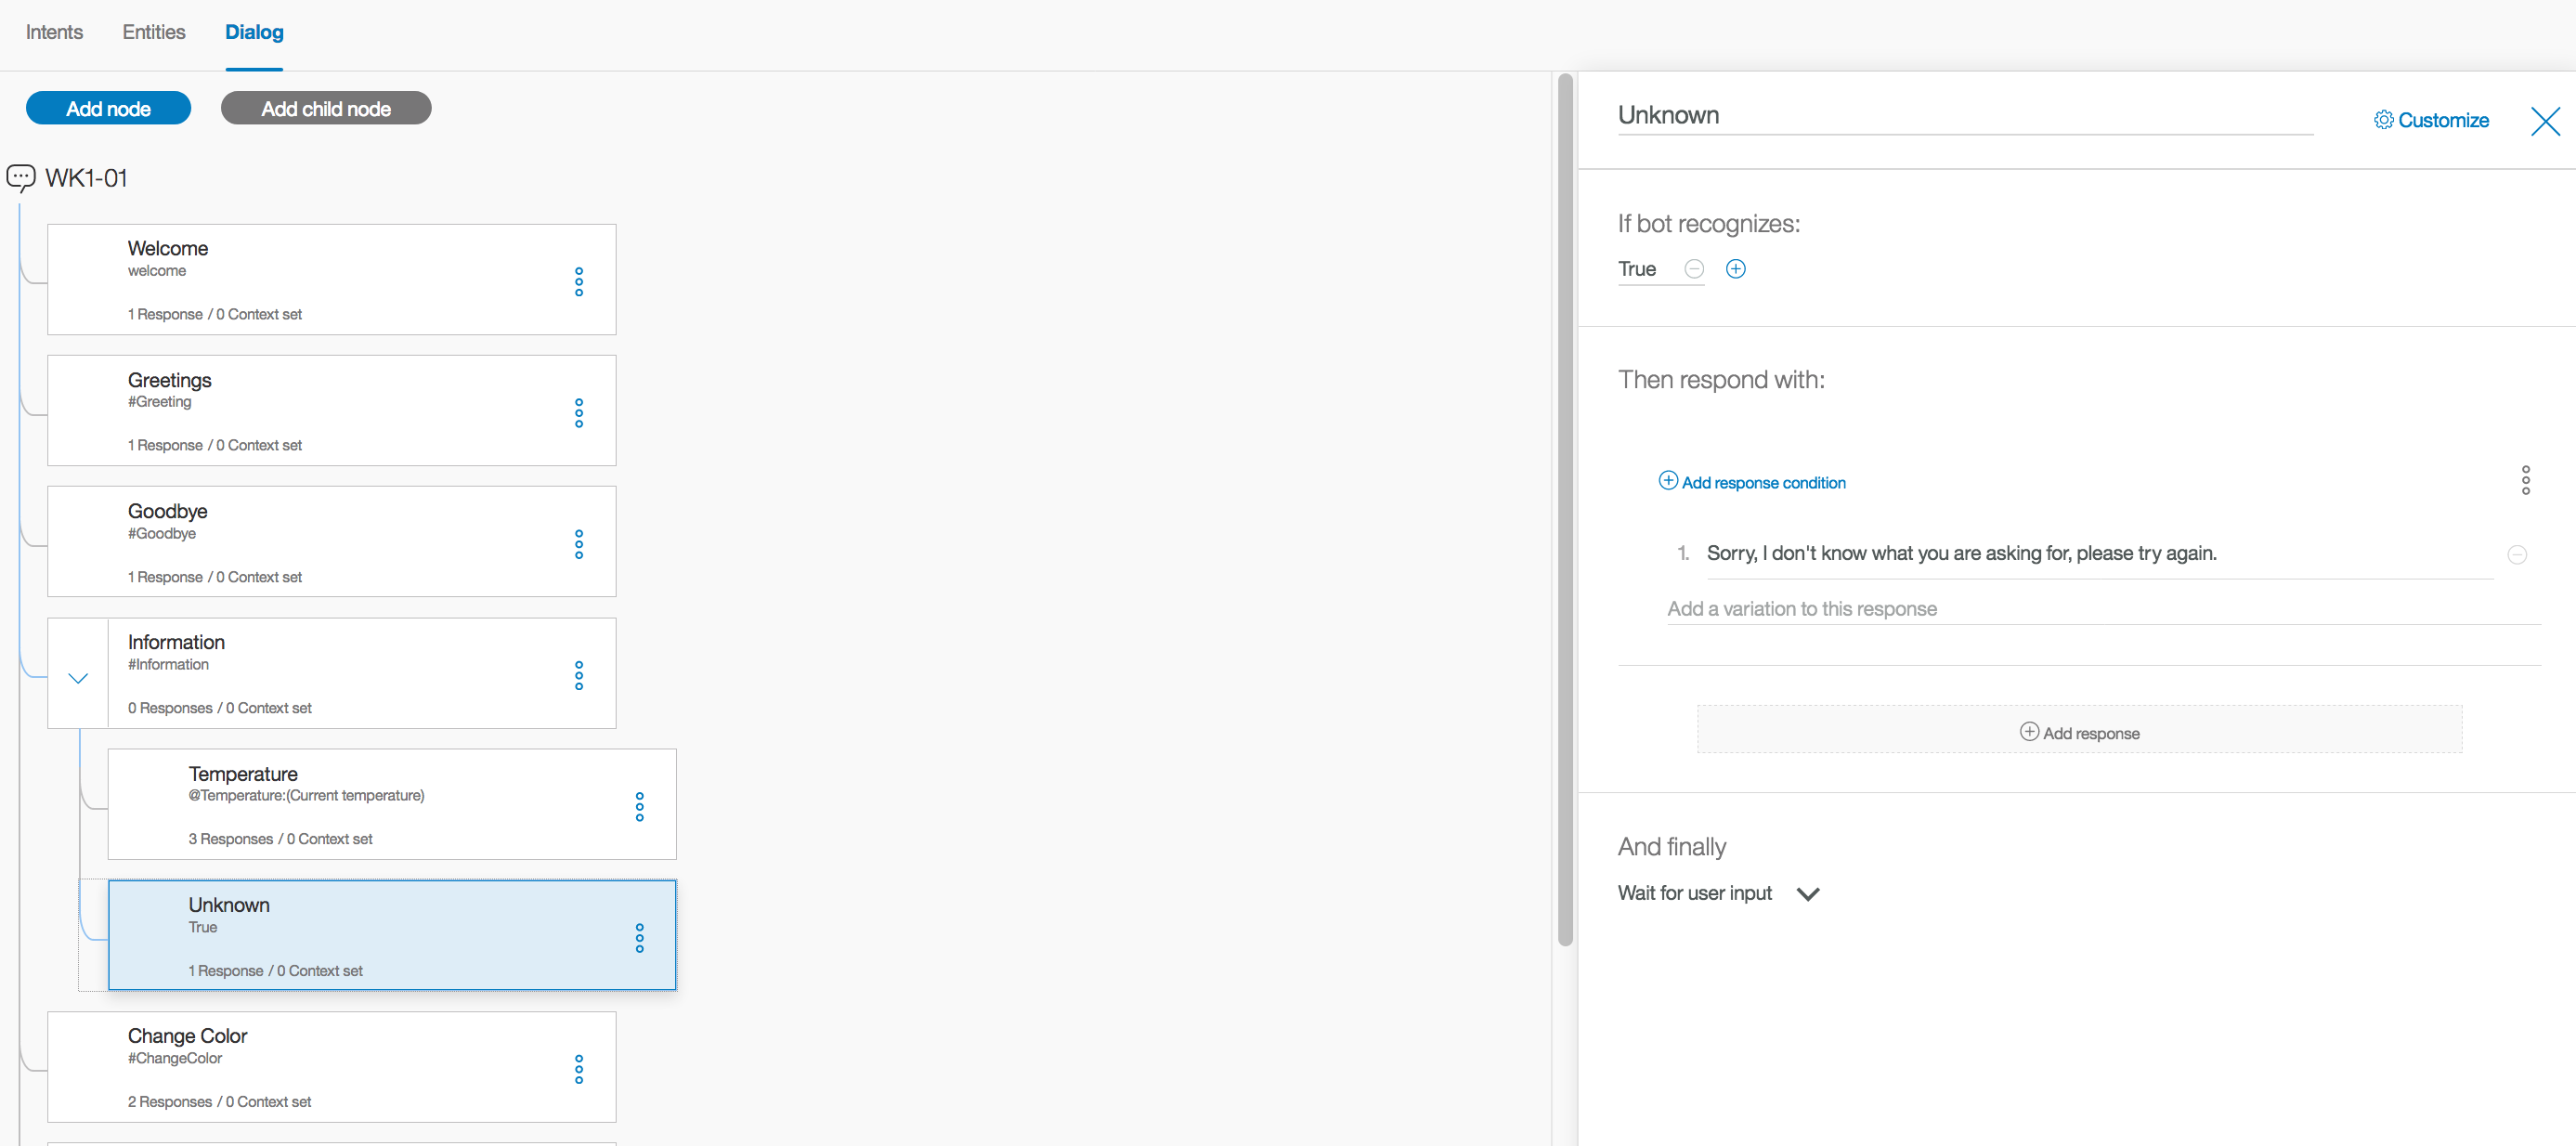 Intents Entities Dialog
Add node Add child node
WK1-01
Welcome
welcome
1 Response / 0 Context set
Greetings
#Greeting
1 Response / 0 Context set
Goodbye
#Goodbye
1 Response / 0 Context set
Information
#Information
0 Responses / 0 Context set
Temperature
@Temperature:(Current temperature)
3 Responses / 0 Context set
Unknown
True
1 Response / 0 Context set
Change Color
#ChangeColor
2 Responses / 0 Context set
Unknown Customize
If bot recognizes:
True
Then respond with:
Add response condition
1. Sorry, I don't know what you are asking for, please try again.
Add a variation to this response
Add response
And finally
Wait for user input